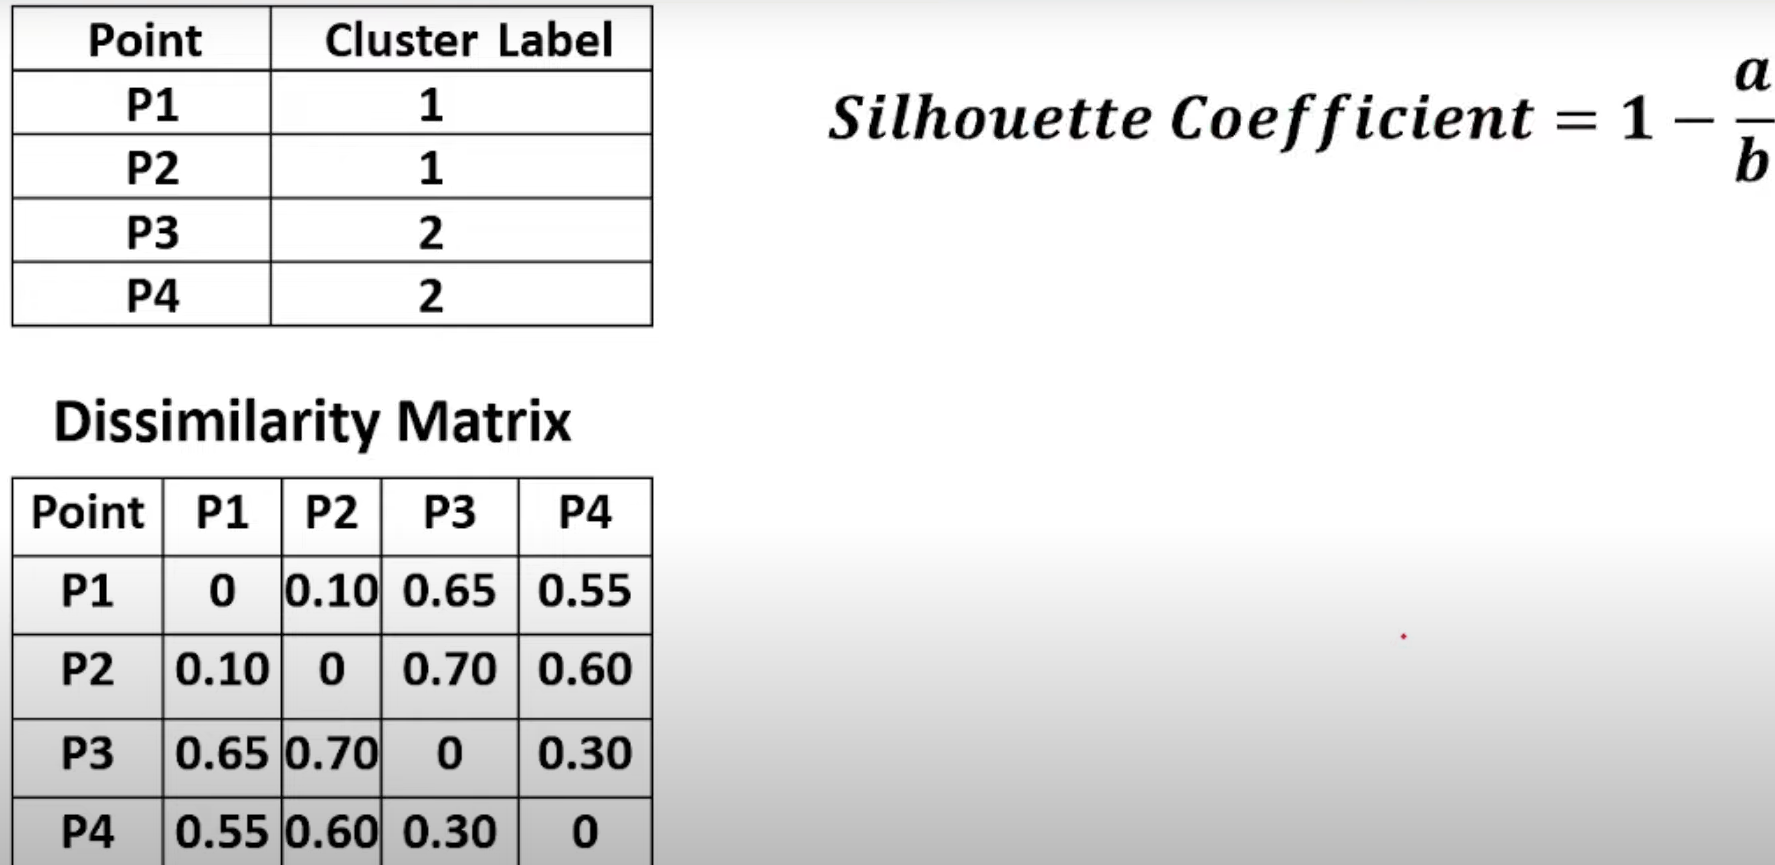 Point Cluster Label
P1 1
P2 1
P3 2
P4 2
Silhouette Coefficient = 1 − a/b
Dissimilarity Matrix
Point P1 P2 P3 P4
P1 0 0.10 0.65 0.55
P2 0.10 0 0.70 0.60
P3 0.65 0.70 0 0.30
P4 0.55 0.60 0.30 0